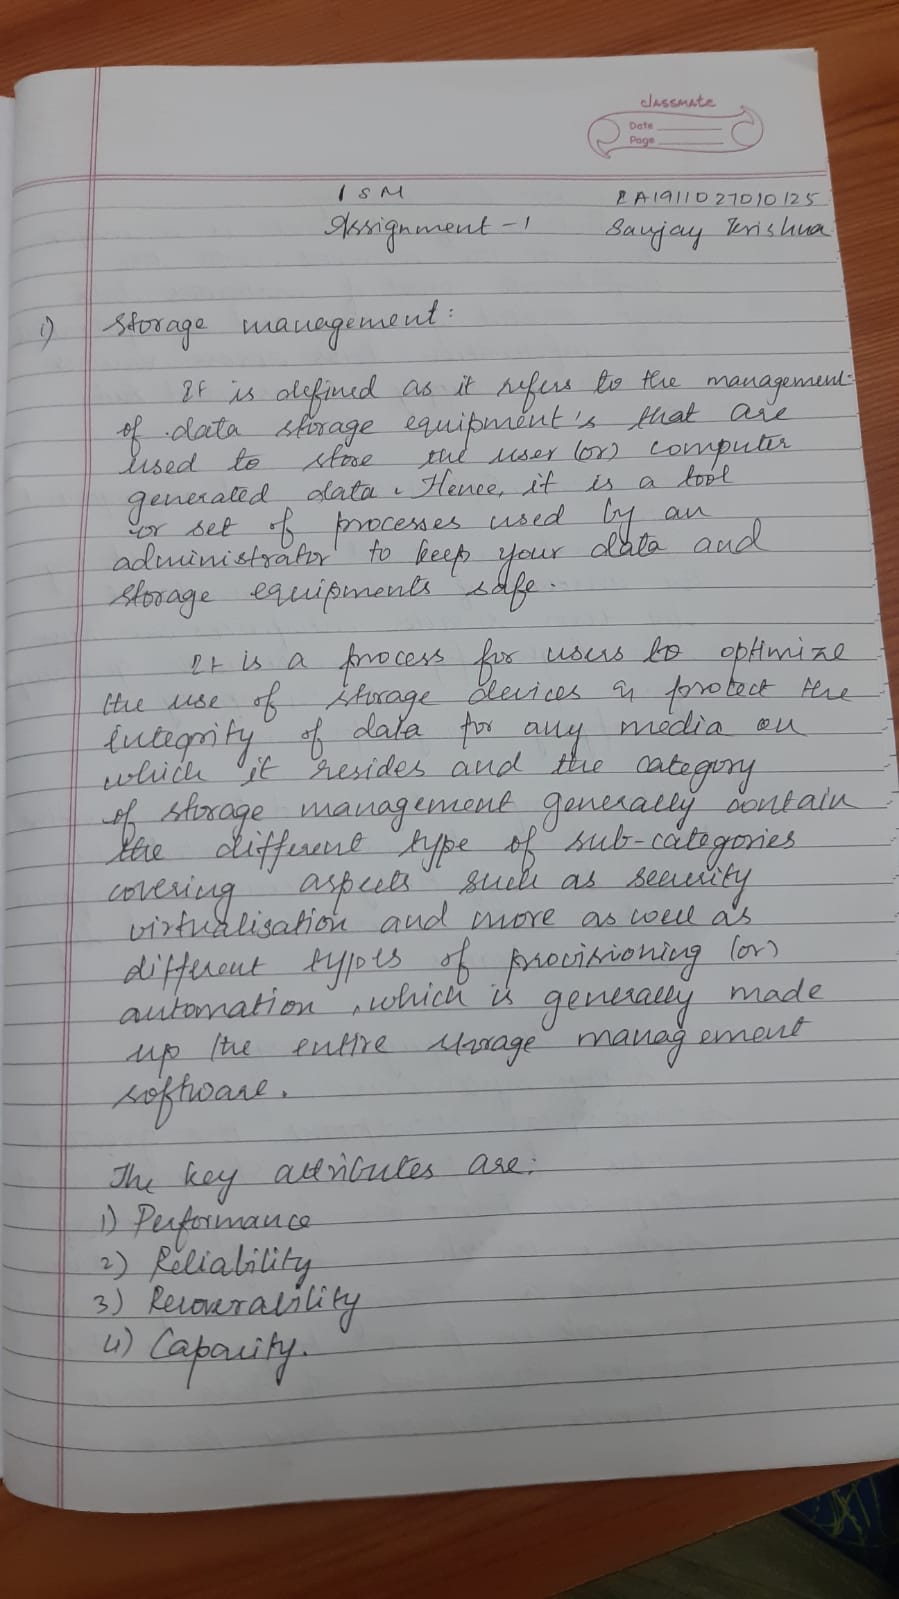 classmate
Date
Page
ISM
RA1911027010125
Assignment - 1
Sanjay Krishna
1) Storage management:
It is defined as it refers to the management
of data storage equipment's that are
used to store the user (or) computer
generated data. Hence, it is a tool
or set of processes used by an
administrator to keep your data and
storage equipments safe.
It is a process for users to optimize
the use of storage devices & protect the
integrity of data for any media on
which it resides and the category
of storage management generally contain
the different type of sub-categories
covering aspects such as security
virtualisation and more as well as
different types of provisioning (or)
automation, which is generally made
up the entire storage management
software.
The key attributes are:
1) Performance
2) Reliability
3) Recoverability
4) Capacity.